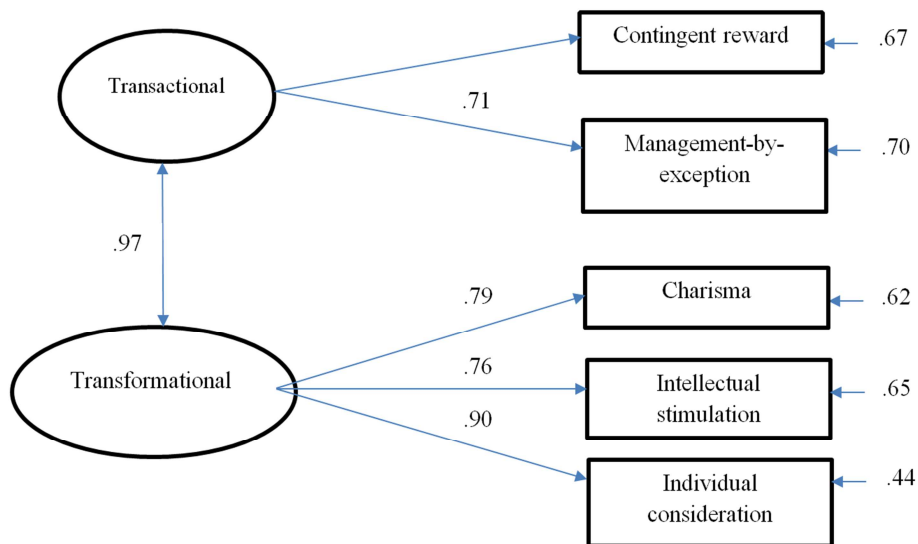 Contingent reward
.67
Transactional
.71
Management-by-
exception
.70
.97
.79
Charisma
.62
Transformational
.76
Intellectual
stimulation
.65
.90
Individual
consideration
.44